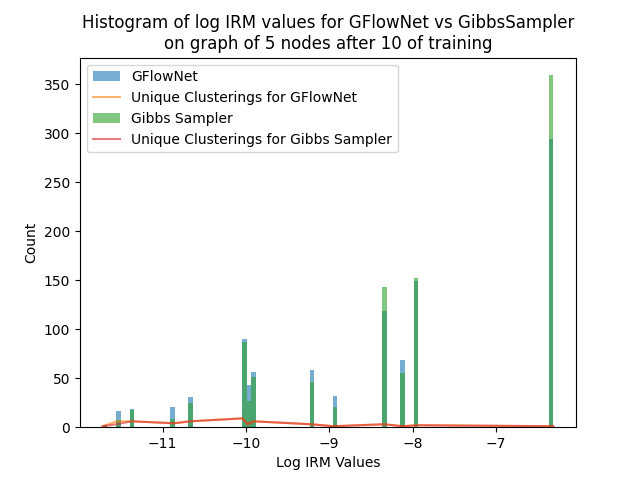 Histogram of log IRM values for GFlowNet vs GibbsSampler
on graph of 5 nodes after 10 of training
GFlowNet
Unique Clusterings for GFlowNet
Gibbs Sampler
Unique Clusterings for Gibbs Sampler
350
300
250
200
150
100
50
0
Count
−11 −10 −9 −8 −7
Log IRM Values